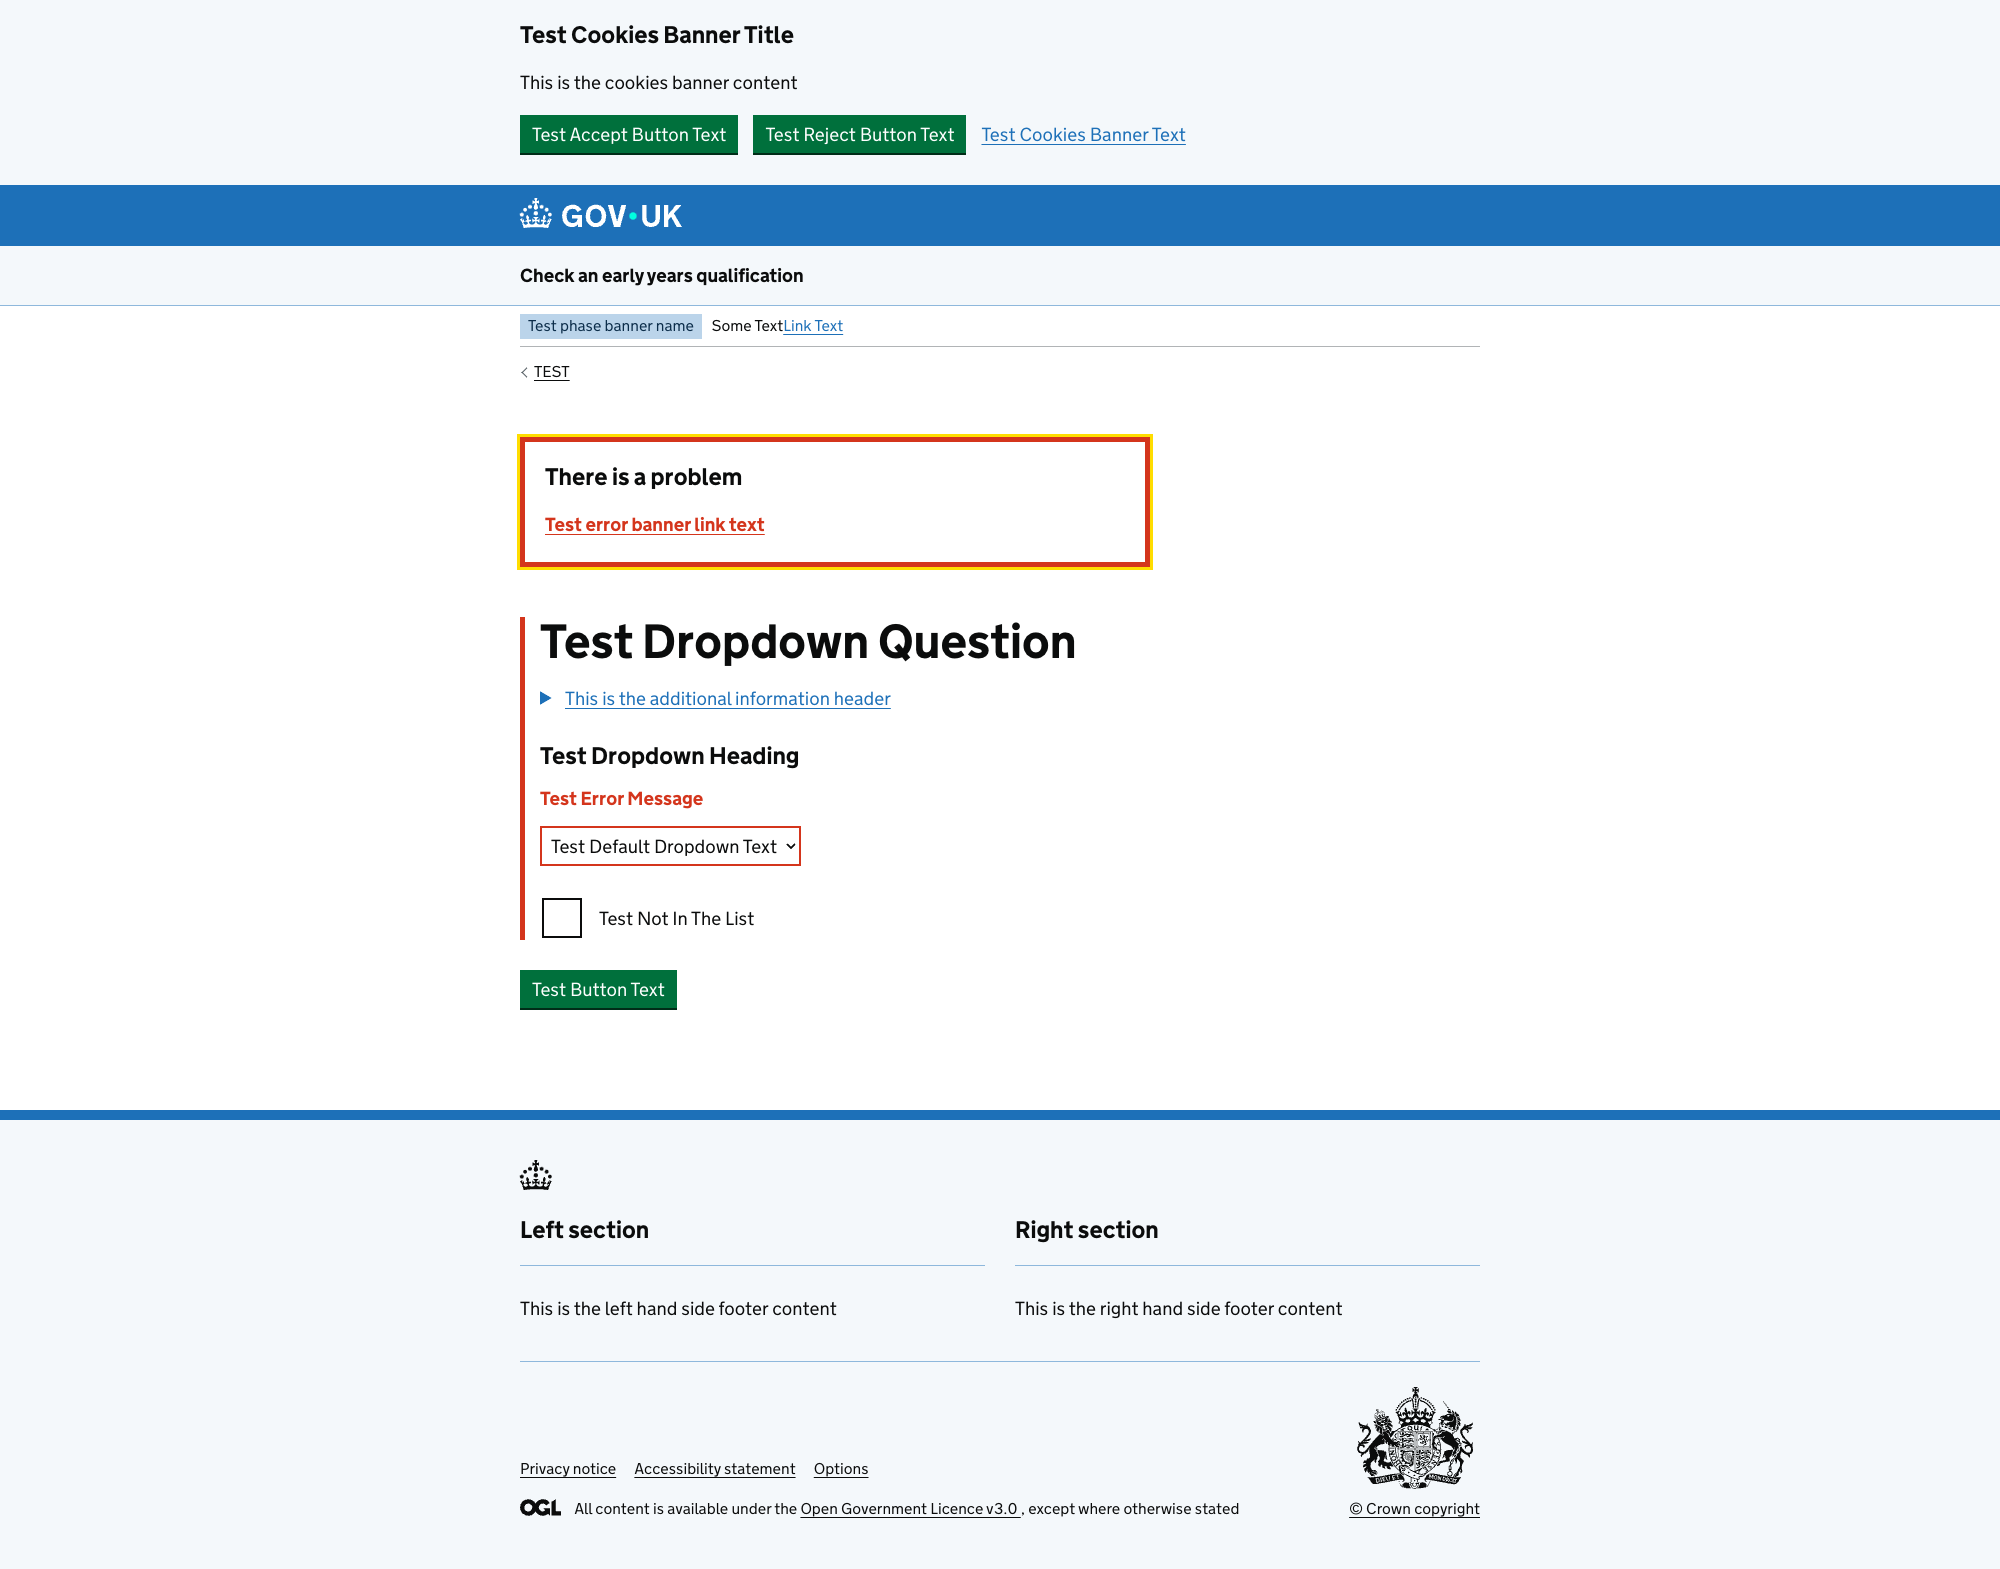 Test Cookies Banner Title
This is the cookies banner content
Test Accept Button Text Test Reject Button Text Test Cookies Banner Text
GOV·UK
Check an early years qualification
Test phase banner name Some TextLink Text
TEST
There is a problem
Test error banner link text
Test Dropdown Question
This is the additional information header
Test Dropdown Heading
Test Error Message
Test Default Dropdown Text
Test Not In The List
Test Button Text
Left section
Right section
This is the left hand side footer content
This is the right hand side footer content
Privacy notice Accessibility statement Options
OGL All content is available under the Open Government Licence v3.0 , except where otherwise stated
© Crown copyright